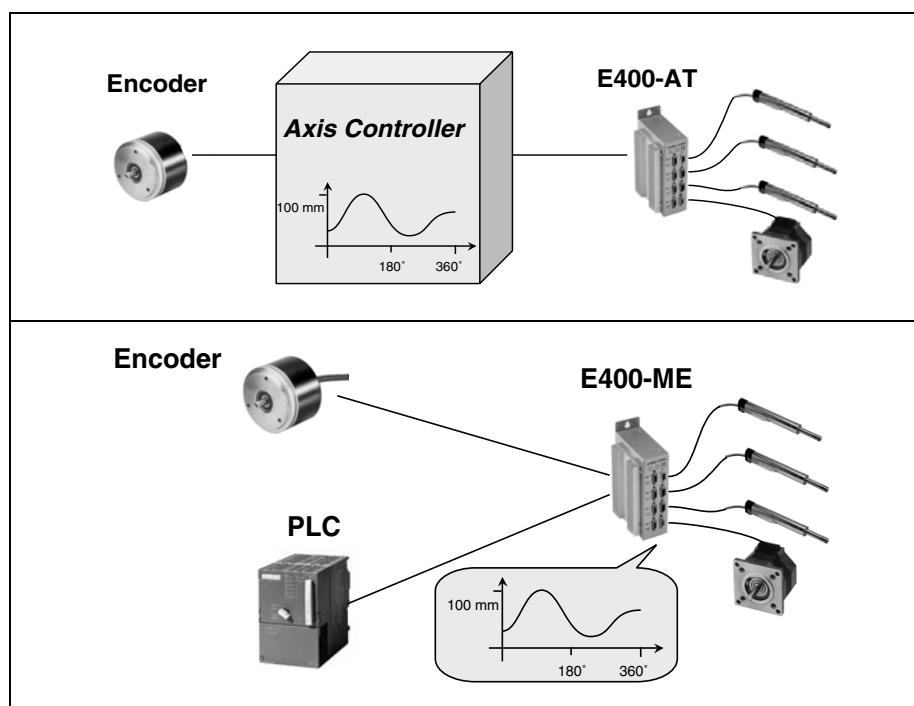 Encoder
E400-AT
Axis Controller
100 mm
180°
360°
Encoder
E400-ME
PLC
100 mm
180°
360°